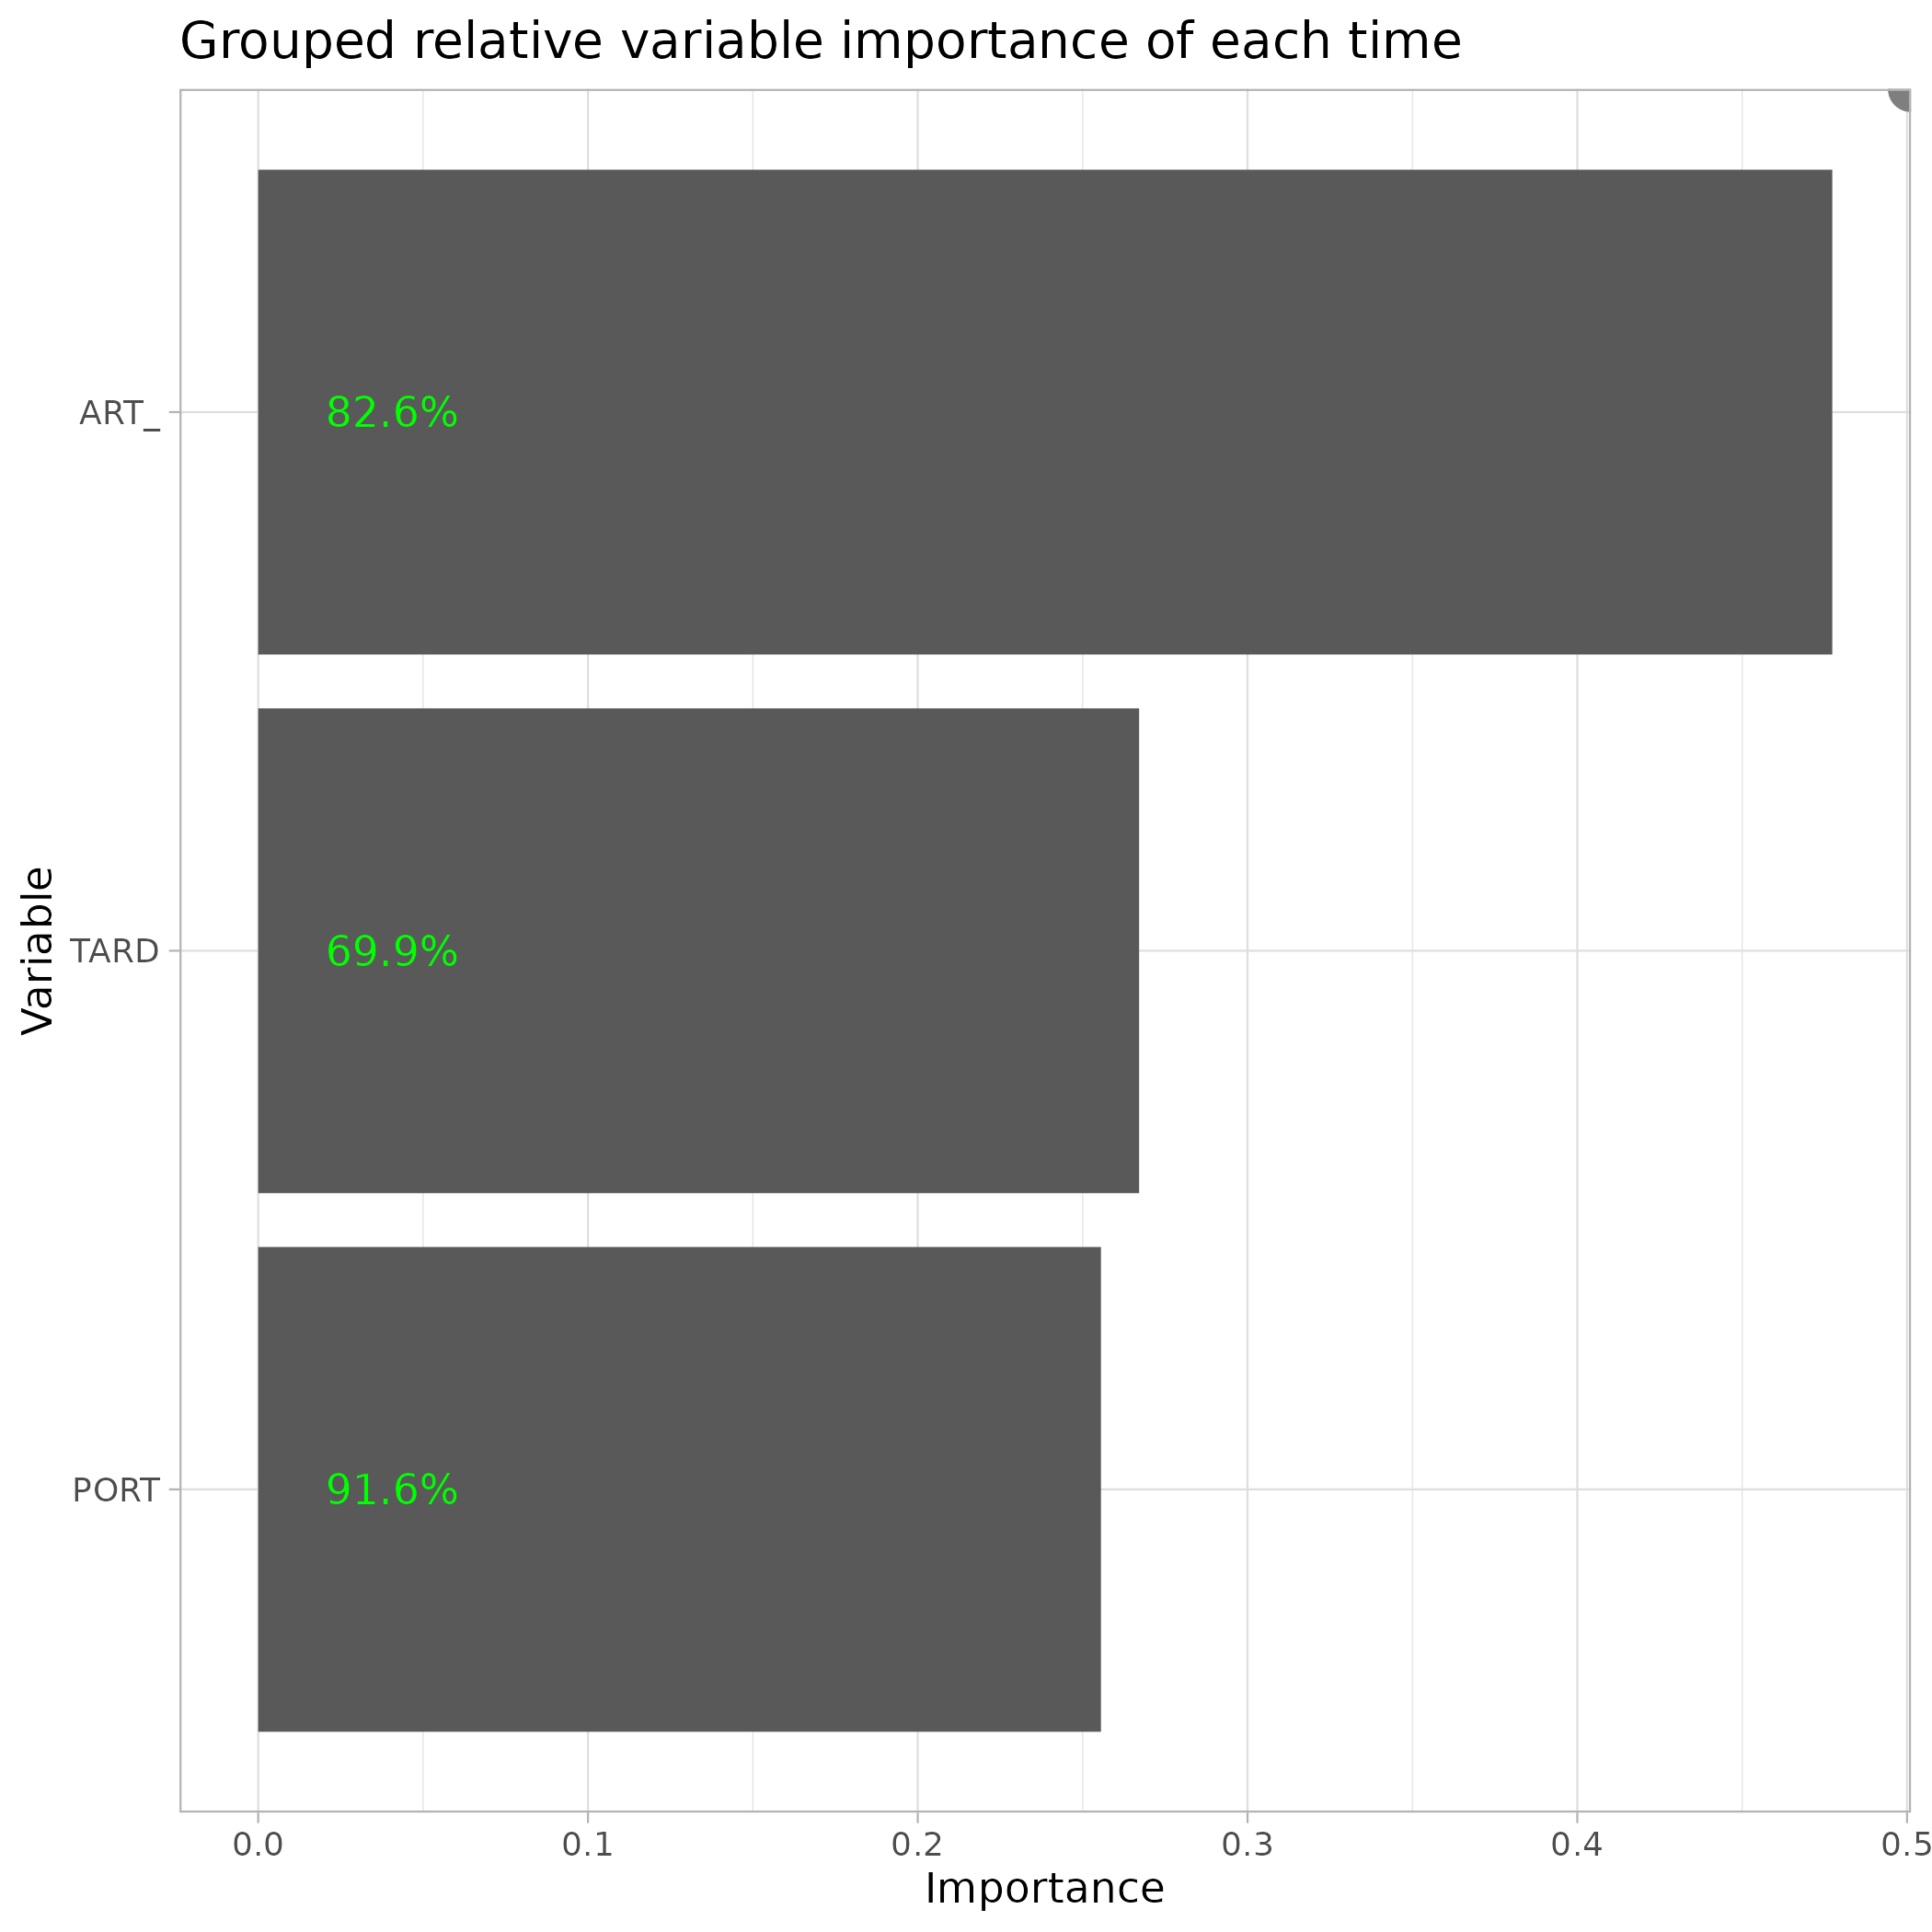 Grouped relative variable importance of each time
Variable
ART_
82.6%
TARD
69.9%
PORT
91.6%
0.0 0.1 0.2 0.3 0.4 0.5
Importance